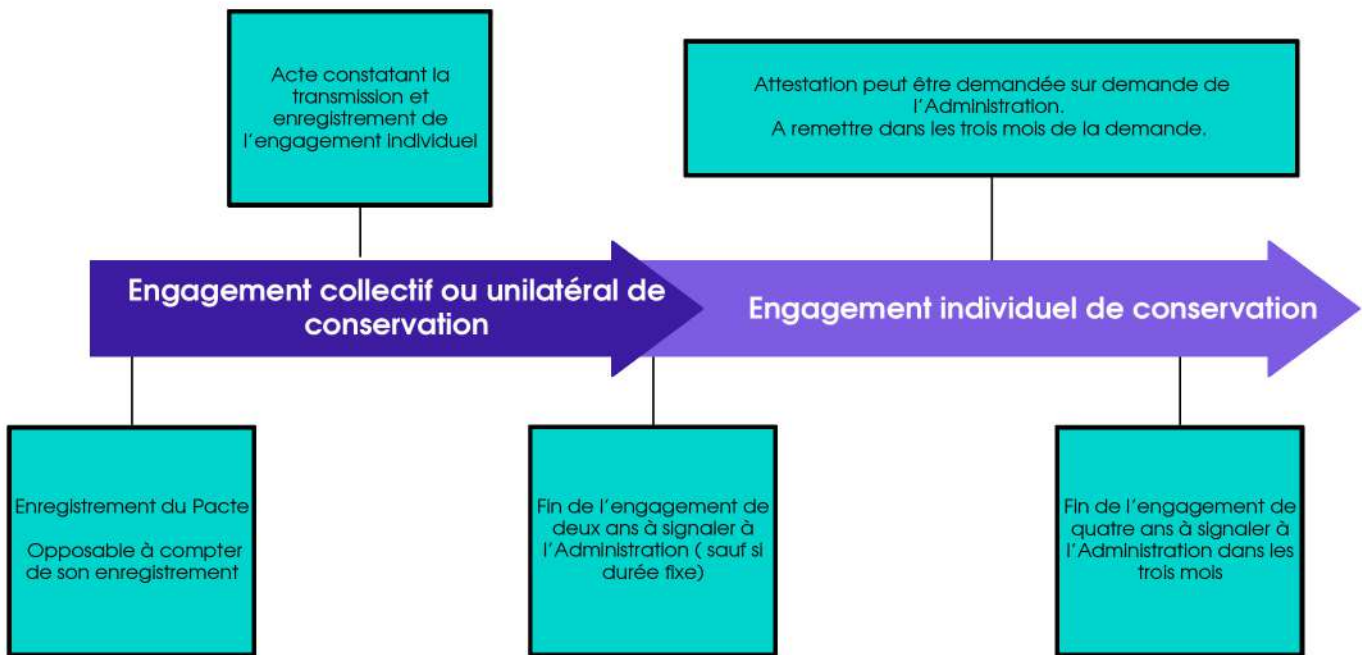 Acte constatant la
transmission et
enregistrement de
l'engagement individuel
Attestation peut être demandée sur demande de
l'Administration.
A remettre dans les trois mois de la demande.
Engagement collectif ou unilatéral de
conservation
Engagement individuel de conservation
Enregistrement du Pacte
Opposable à compter
de son enregistrement
Fin de l'engagement de
deux ans à signaler à
l'Administration ( sauf si
durée fixe)
Fin de l'engagement de
quatre ans à signaler à
l'Administration dans les
trois mois